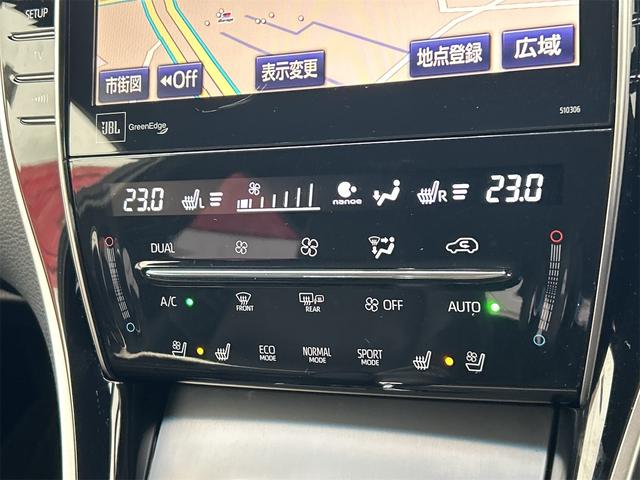 SETUP
TV
市街図 ◀◀Off 表示変更 地点登録 広域
JBL GreenEdge 510306
23.0 L nanoe R 23.0
DUAL
A/C FRONT REAR OFF AUTO
ECO MODE NORMAL MODE SPORT MODE